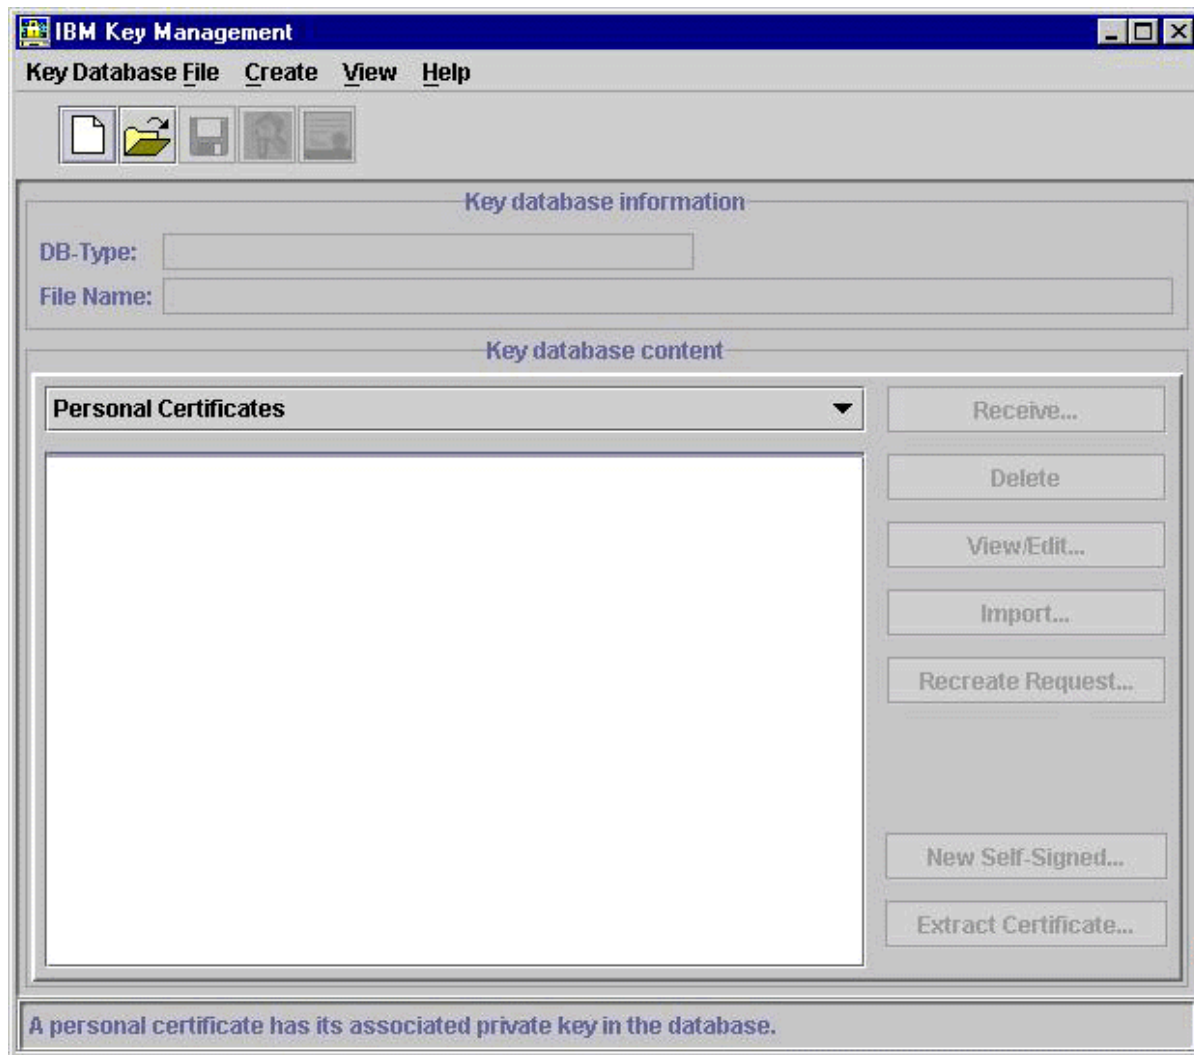 IBM Key Management
Key Database File Create View Help
Key database information
DB-Type:
File Name:
Key database content
Personal Certificates
Receive...
Delete
View/Edit...
Import...
Recreate Request...
New Self-Signed...
Extract Certificate...
A personal certificate has its associated private key in the database.